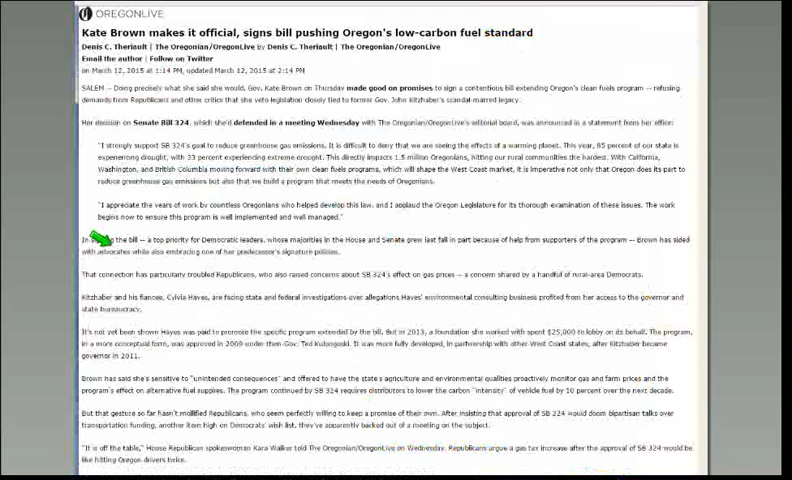 OREGONLIVE
Kate Brown makes it official, signs bill pushing Oregon's low-carbon fuel standard
Denis C. Theriault | The Oregonian/OregonLive By Denis C. Theriault | The Oregonian/OregonLive
Email the author | Follow on Twitter
on March 12, 2015 at 1:14 PM, updated March 12, 2015 at 2:14 PM
SALEM -- Doing precisely what she said she would, Gov. Kate Brown on Thursday made good on promises to sign a contentious bill extending Oregon's clean fuels program -- refusing
demands from Republicans and other critics that she veto legislation closely tied to former Gov. John Kitzhaber's scandal-marred legacy.
Her decision on Senate Bill 324, which she'd defended in a meeting Wednesday with The Oregonian/OregonLive's editorial board, was announced in a statement from her office:
"I strongly support SB 324's goal to reduce greenhouse gas emissions. It is difficult to deny that we are seeing the effects of a warming planet. This year, 85 percent of our state is
experiencing drought, with 33 percent experiencing extreme drought. This directly impacts 1.5 million Oregonians, hitting our rural communities the hardest. With California,
Washington, and British Columbia moving forward with their own clean fuels programs, which will shape the West Coast market, it is imperative not only that Oregon does its part to
reduce greenhouse gas emissions but also that we build a program that meets the needs of Oregonians.
"I appreciate the years of work by countless Oregonians who helped develop this law, and I applaud the Oregon Legislature for its thorough examination of these issues. The work
begins now to ensure this program is well implemented and well managed."
In the bill -- a top priority for Democratic leaders, whose majorities in the House and Senate grew last fall in part because of help from supporters of the program -- Brown has sided
with advocates while also embracing one of her predecessor's signature policies.
That connection has particularly troubled Republicans, who also raised concerns about SB 324's effect on gas prices -- a concern shared by a handful of rural-area Democrats.
Kitzhaber and his fiancee, Cylvia Hayes, are facing state and federal investigations over allegations Hayes' environmental consulting business profited from her access to the governor and
state bureaucracy.
It's not yet been shown Hayes was paid to promote the specific program extended by the bill. But in 2013, a foundation she worked with spent $25,000 to lobby on its behalf. The program,
in a more conceptual form, was approved in 2009 under then-Gov. Ted Kulongoski. It was more fully developed, in partnership with other West Coast states, after Kitzhaber became
governor in 2011.
Brown has said she's sensitive to "unintended consequences" and offered to have the state's agriculture and environmental qualities proactively monitor gas and farm prices and the
program's effect on alternative fuel supplies. The program continued by SB 324 requires distributors to lower the carbon "intensity" of vehicle fuel by 10 percent over the next decade.
But that gesture so far hasn't mollified Republicans, who seem perfectly willing to keep a promise of their own. After insisting that approval of SB 324 would doom bipartisan talks over
transportation funding, another item high on Democrats' wish list, they've apparently backed out of a meeting on the subject.
"It is off the table," House Republican spokeswoman Kara Walker told The Oregonian/OregonLive on Wednesday. Republicans argue a gas tax increase after the approval of SB 324 would be
like hitting Oregon drivers twice.